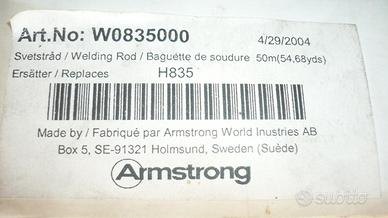 Art.No: W0835000
4/29/2004
Svetstråd / Welding Rod / Baguette de soudure 50m(54,68yds)
Ersätter / Replaces H835
Made by / Fabriqué par Armstrong World Inustries AB
Box 5, SE-91321 Holmsund, Sweden (Suède)
Armstrong
subito